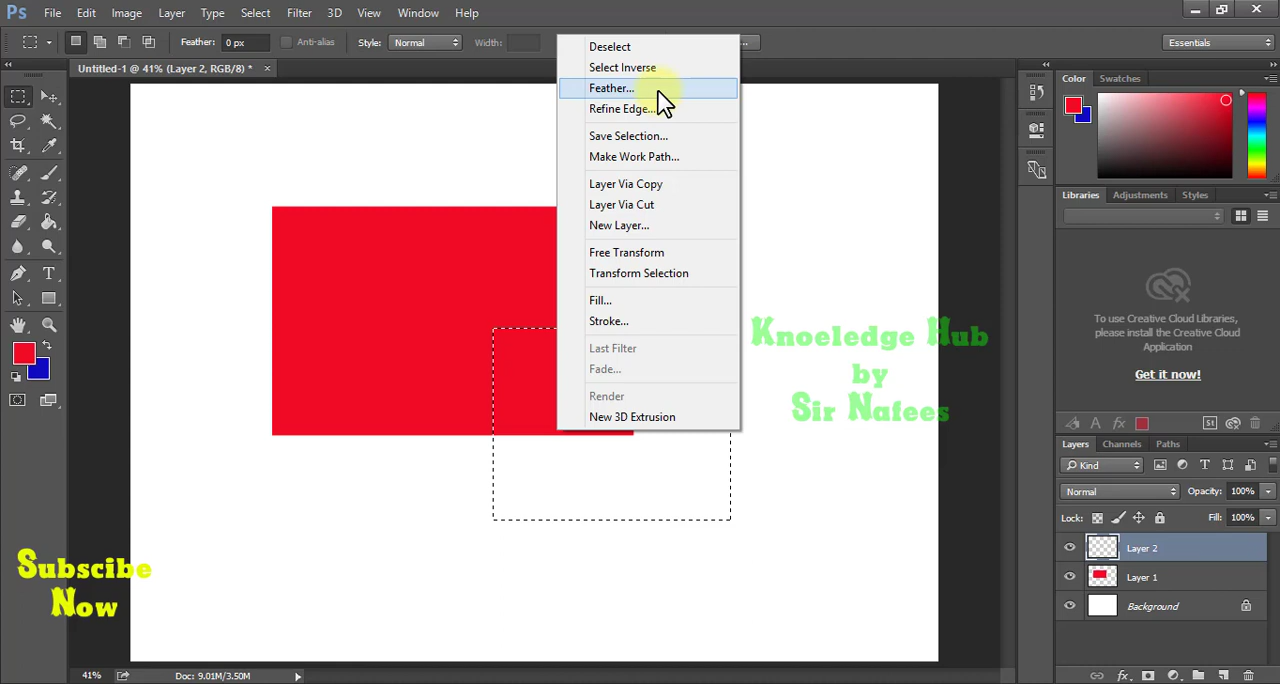 Ps File Edit Image Layer Type Select Filter 3D View Window Help
Feather: 0 px Anti-alias Style: Normal Width: ... Essentials
Untitled-1 @ 41% (Layer 2, RGB/8) * ×
Deselect
Select Inverse
Feather...
Refine Edge...
Save Selection...
Make Work Path...
Layer Via Copy
Layer Via Cut
New Layer...
Free Transform
Transform Selection
Fill...
Stroke...
Last Filter
Fade...
Render
New 3D Extrusion
Knoeledge Hub
by
Sir Nafees
Subscibe
Now
Color Swatches
Libraries Adjustments Styles
To use Creative Cloud Libraries,
please install the Creative Cloud
Application
Get it now!
Layers Channels Paths
Kind
Normal Opacity: 100%
Lock: Fill: 100%
Layer 2
Layer 1
Background
41% Doc: 9.01M/3.50M